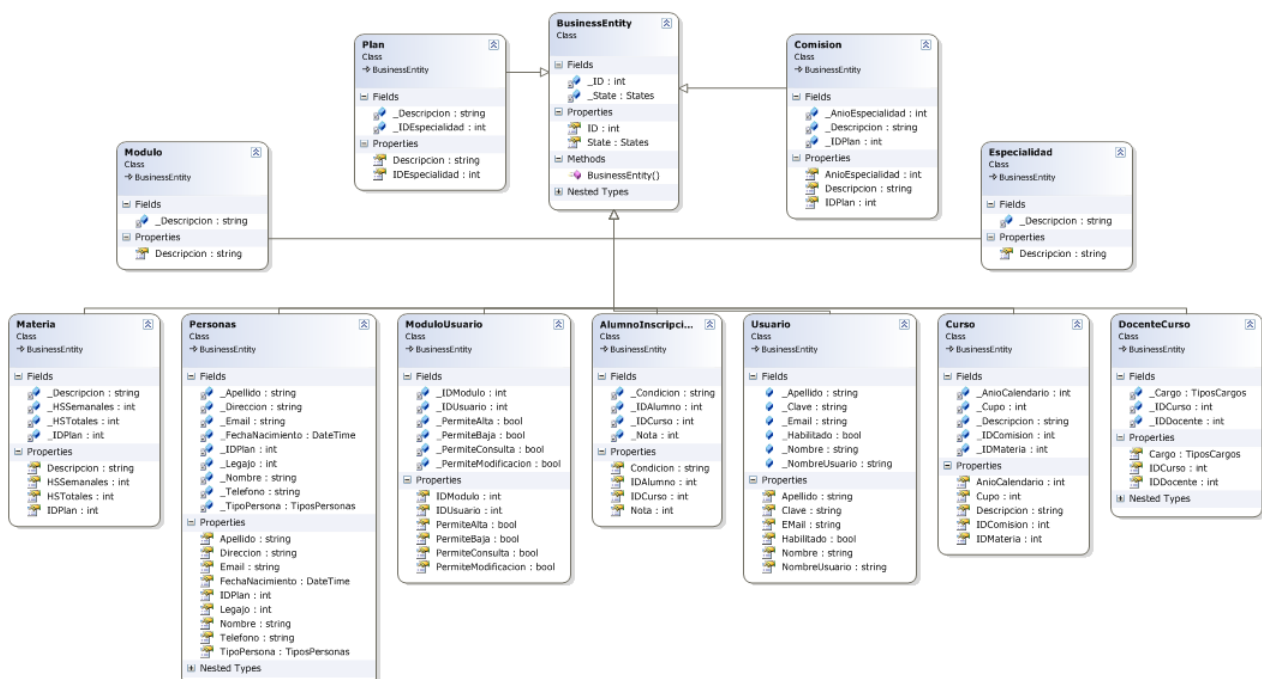 BusinessEntity
Class
Fields
_ID : int
_State : States
Properties
ID : int
State : States
Methods
BusinessEntity()
Nested Types
Plan
Class
BusinessEntity
Fields
_Descripcion : string
_IDEspecialidad : int
Properties
Descripcion : string
IDEspecialidad : int
Comision
Class
BusinessEntity
Fields
_AnioEspecialidad : int
_Descripcion : string
_IDPlan : int
Properties
AnioEspecialidad : int
Descripcion : string
IDPlan : int
Modulo
Class
BusinessEntity
Fields
_Descripcion : string
Properties
Descripcion : string
Especialidad
Class
BusinessEntity
Fields
_Descripcion : string
Properties
Descripcion : string
Materia
Class
BusinessEntity
Fields
_Descripcion : string
_HSSemanales : int
_HSTotales : int
_IDPlan : int
Properties
Descripcion : string
HSSemanales : int
HSTotales : int
IDPlan : int
Personas
Class
BusinessEntity
Fields
_Apellido : string
_Direccion : string
_Email : string
_FechaNacimiento : DateTime
_IDPlan : int
_Legajo : int
_Nombre : string
_Telefono : string
_TipoPersona : TiposPersonas
Properties
Apellido : string
Direccion : string
Email : string
FechaNacimiento : DateTime
IDPlan : int
Legajo : int
Nombre : string
Telefono : string
TipoPersona : TiposPersonas
Nested Types
ModuloUsuario
Class
BusinessEntity
Fields
_IDModulo : int
_IDUsuario : int
_PermiteAlta : bool
_PermiteBaja : bool
_PermiteConsulta : bool
_PermiteModificacion : bool
Properties
IDModulo : int
IDUsuario : int
PermiteAlta : bool
PermiteBaja : bool
PermiteConsulta : bool
PermiteModificacion : bool
AlumnoInscripci...
Class
BusinessEntity
Fields
_Condicion : string
_IDAlumno : int
_IDCurso : int
_Nota : int
Properties
Condicion : string
IDAlumno : int
IDCurso : int
Nota : int
Usuario
Class
BusinessEntity
Fields
_Apellido : string
_Clave : string
_Email : string
_Habilitado : bool
_Nombre : string
_NombreUsuario : string
Properties
Apellido : string
Clave : string
EMail : string
Habilitado : bool
Nombre : string
NombreUsuario : string
Curso
Class
BusinessEntity
Fields
_AnioCalendario : int
_Cupo : int
_Descripcion : string
_IDComision : int
_IDMateria : int
Properties
AnioCalendario : int
Cupo : int
Descripcion : string
IDComision : int
IDMateria : int
DocenteCurso
Class
BusinessEntity
Fields
_Cargo : TiposCargos
_IDCurso : int
_IDDocente : int
Properties
Cargo : TiposCargos
IDCurso : int
IDDocente : int
Nested Types